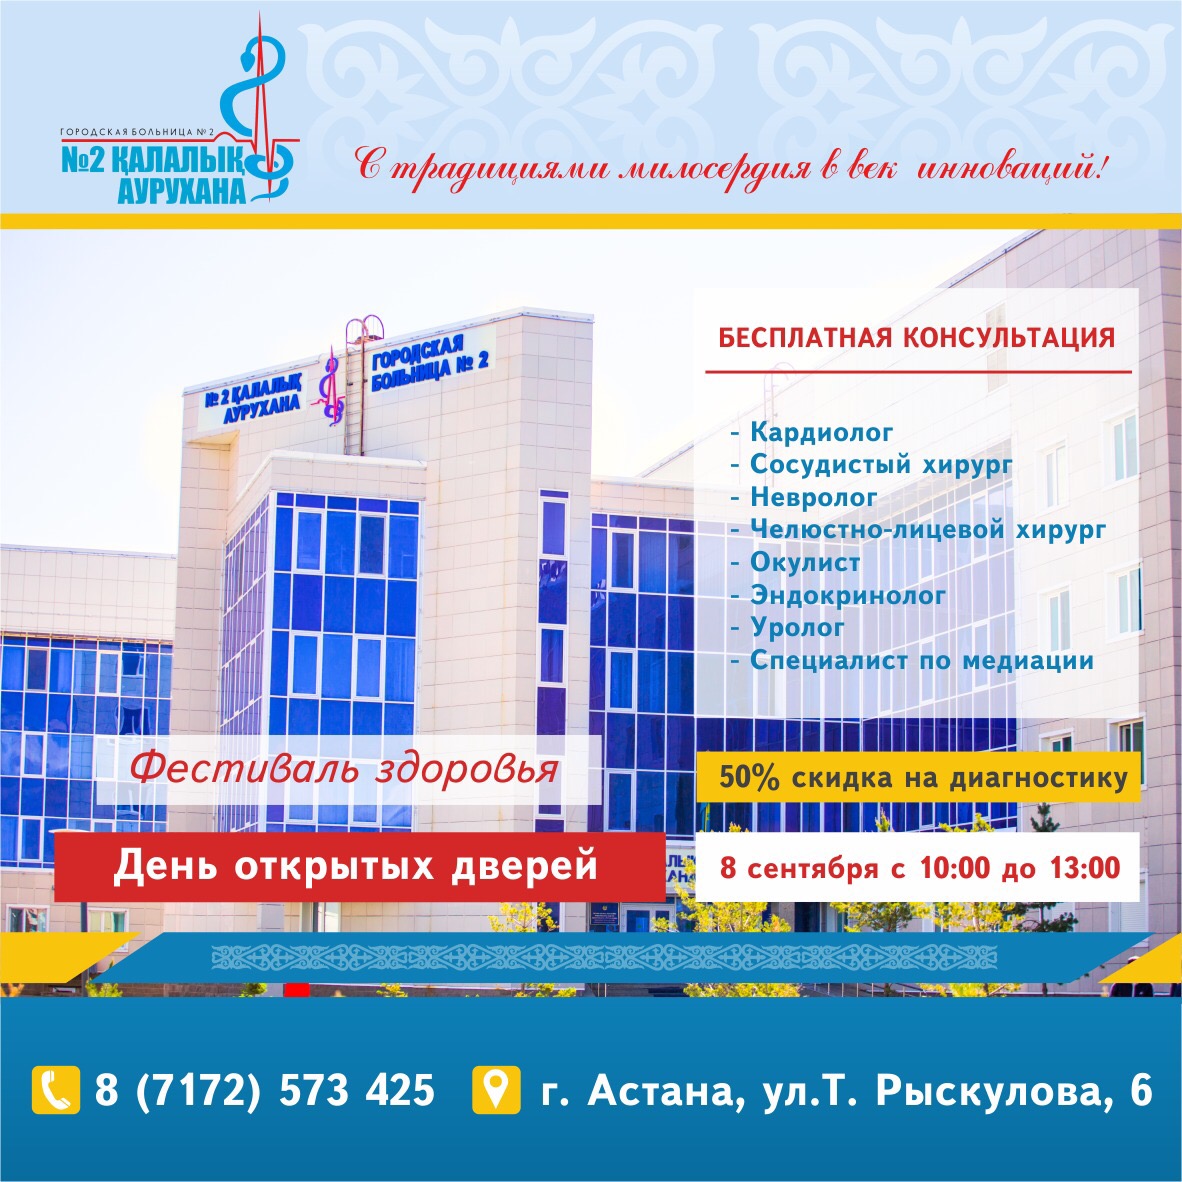 ГОРОДСКАЯ БОЛЬНИЦА №2
№2 ҚАЛАЛЫҚ
АУРУХАНА
С традициями милосердия в век инноваций!
№ 2 ҚАЛАЛЫҚ
АУРУХАНА
ГОРОДСКАЯ
БОЛЬНИЦА № 2
БЕСПЛАТНАЯ КОНСУЛЬТАЦИЯ
- Кардиолог
- Сосудистый хирург
- Невролог
- Челюстно-лицевой хирург
- Окулист
- Эндокринолог
- Уролог
- Специалист по медиации
Фестиваль здоровья
50% скидка на диагностику
День открытых дверей
8 сентября с 10:00 до 13:00
8 (7172) 573 425
г. Астана, ул.Т. Рыскулова, 6